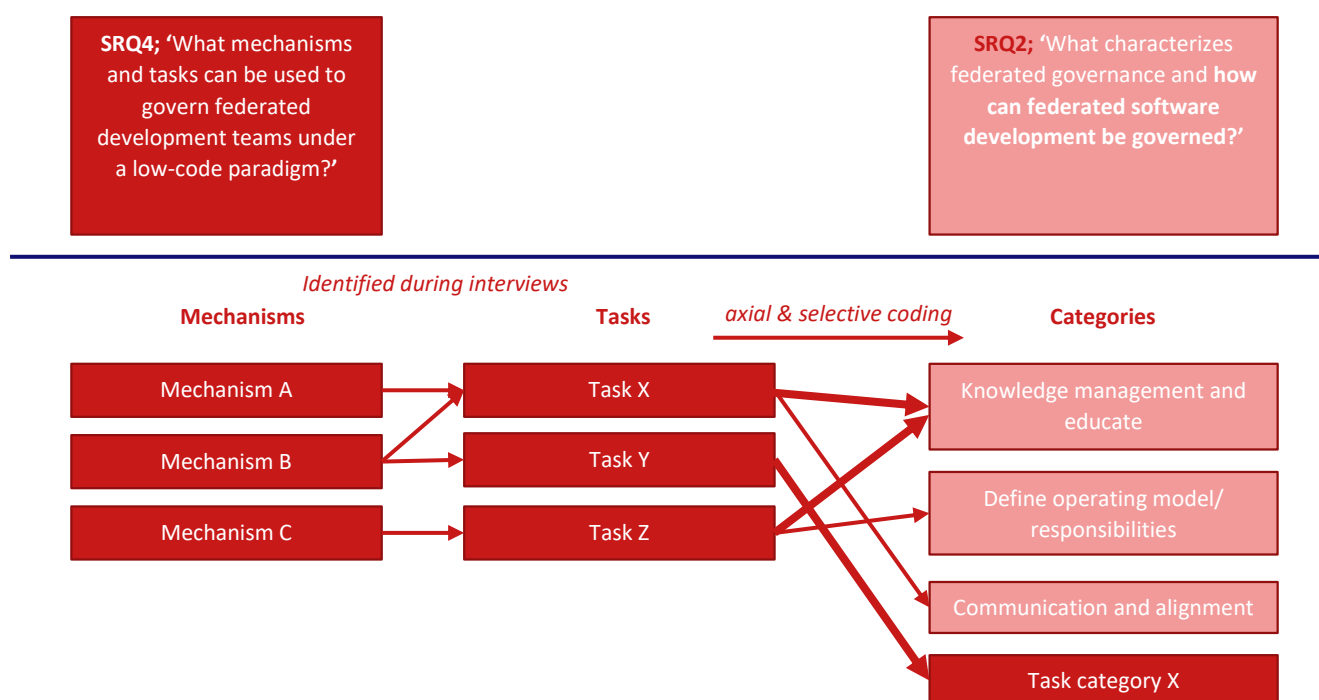 SRQ4; ‘What mechanisms
and tasks can be used to
govern federated
development teams under
a low-code paradigm?’
SRQ2; ‘What characterizes
federated governance and how
can federated software
development be governed?’
Identified during interviews
Mechanisms
Tasks
axial & selective coding
Categories
Mechanism A
Task X
Knowledge management and
educate
Mechanism B
Task Y
Define operating model/
responsibilities
Mechanism C
Task Z
Communication and alignment
Task category X